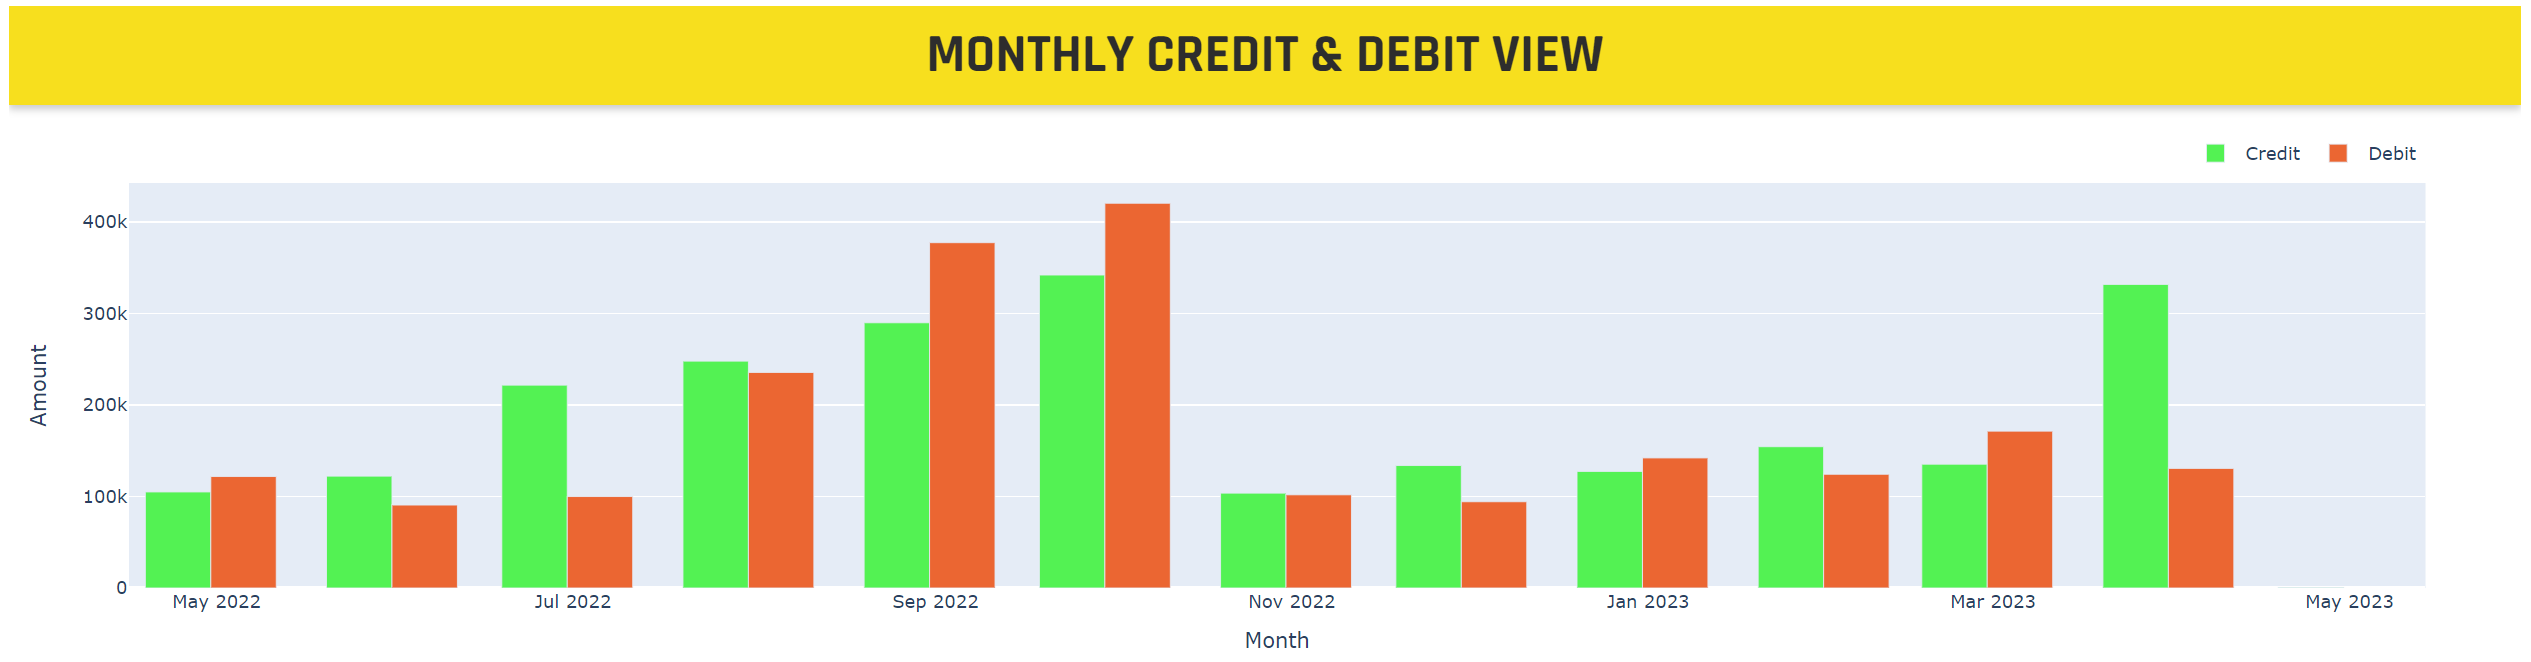 MONTHLY CREDIT & DEBIT VIEW
Credit Debit
400k
300k
200k
100k
0
Amount
May 2022 Jul 2022 Sep 2022 Nov 2022 Jan 2023 Mar 2023 May 2023
Month